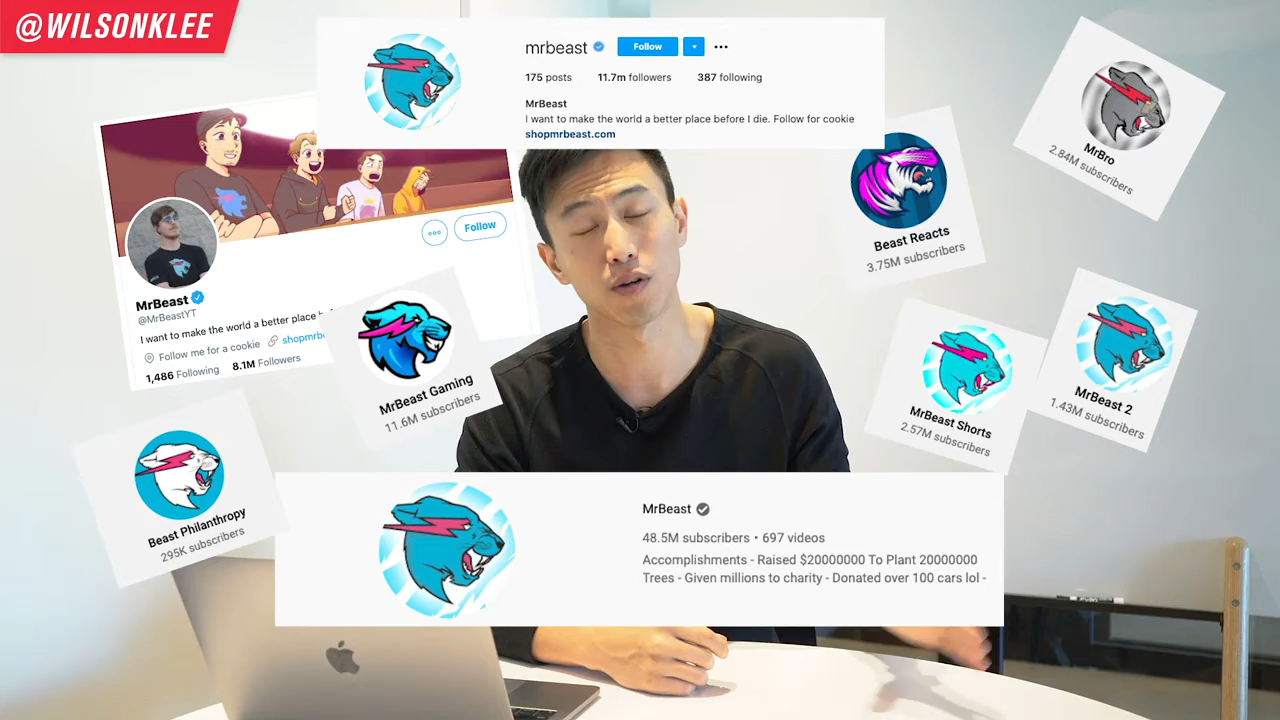 @WILSONKLEE
mrbeast
Follow
175 posts 11.7m followers 387 following
MrBeast
I want to make the world a better place before I die. Follow for cookie
shopmrbeast.com
MrBro
2.84M subscribers
Beast Reacts
3.75M subscribers
Follow
MrBeast
@MrBeastYT
I want to make the world a better place
Follow me for a cookie
1,486 Following 8.1M Followers
MrBeast Gaming
11.6M subscribers
MrBeast Shorts
2.57M subscribers
MrBeast 2
1.43M subscribers
Beast Philanthropy
295K subscribers
MrBeast
48.5M subscribers • 697 videos
Accomplishments - Raised $20000000 To Plant 20000000
Trees - Given millions to charity - Donated over 100 cars lol -